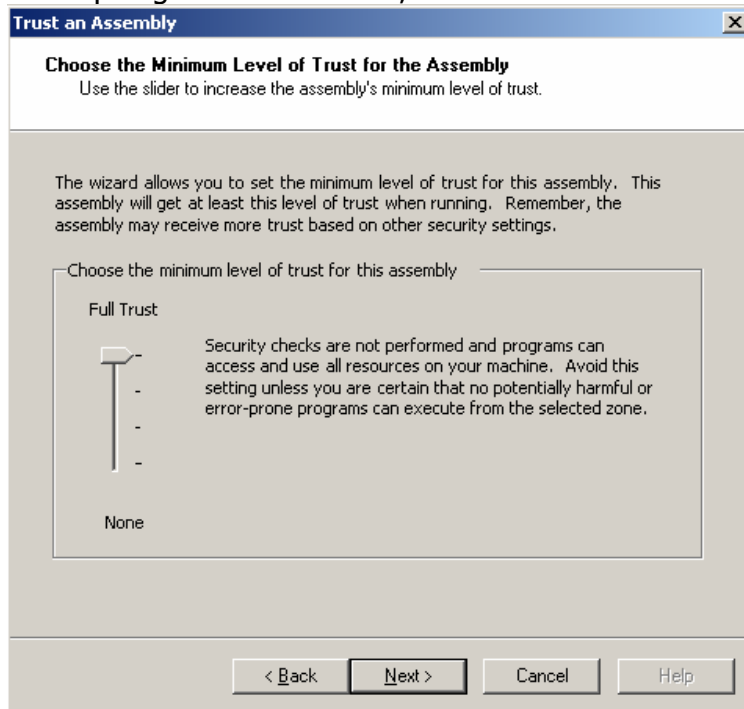 Trust an Assembly
Choose the Minimum Level of Trust for the Assembly
Use the slider to increase the assembly's minimum level of trust.
The wizard allows you to set the minimum level of trust for this assembly. This
assembly will get at least this level of trust when running. Remember, the
assembly may receive more trust based on other security settings.
Choose the minimum level of trust for this assembly
Full Trust
Security checks are not performed and programs can
access and use all resources on your machine. Avoid this
setting unless you are certain that no potentially harmful or
error-prone programs can execute from the selected zone.
None
< Back
Next >
Cancel
Help